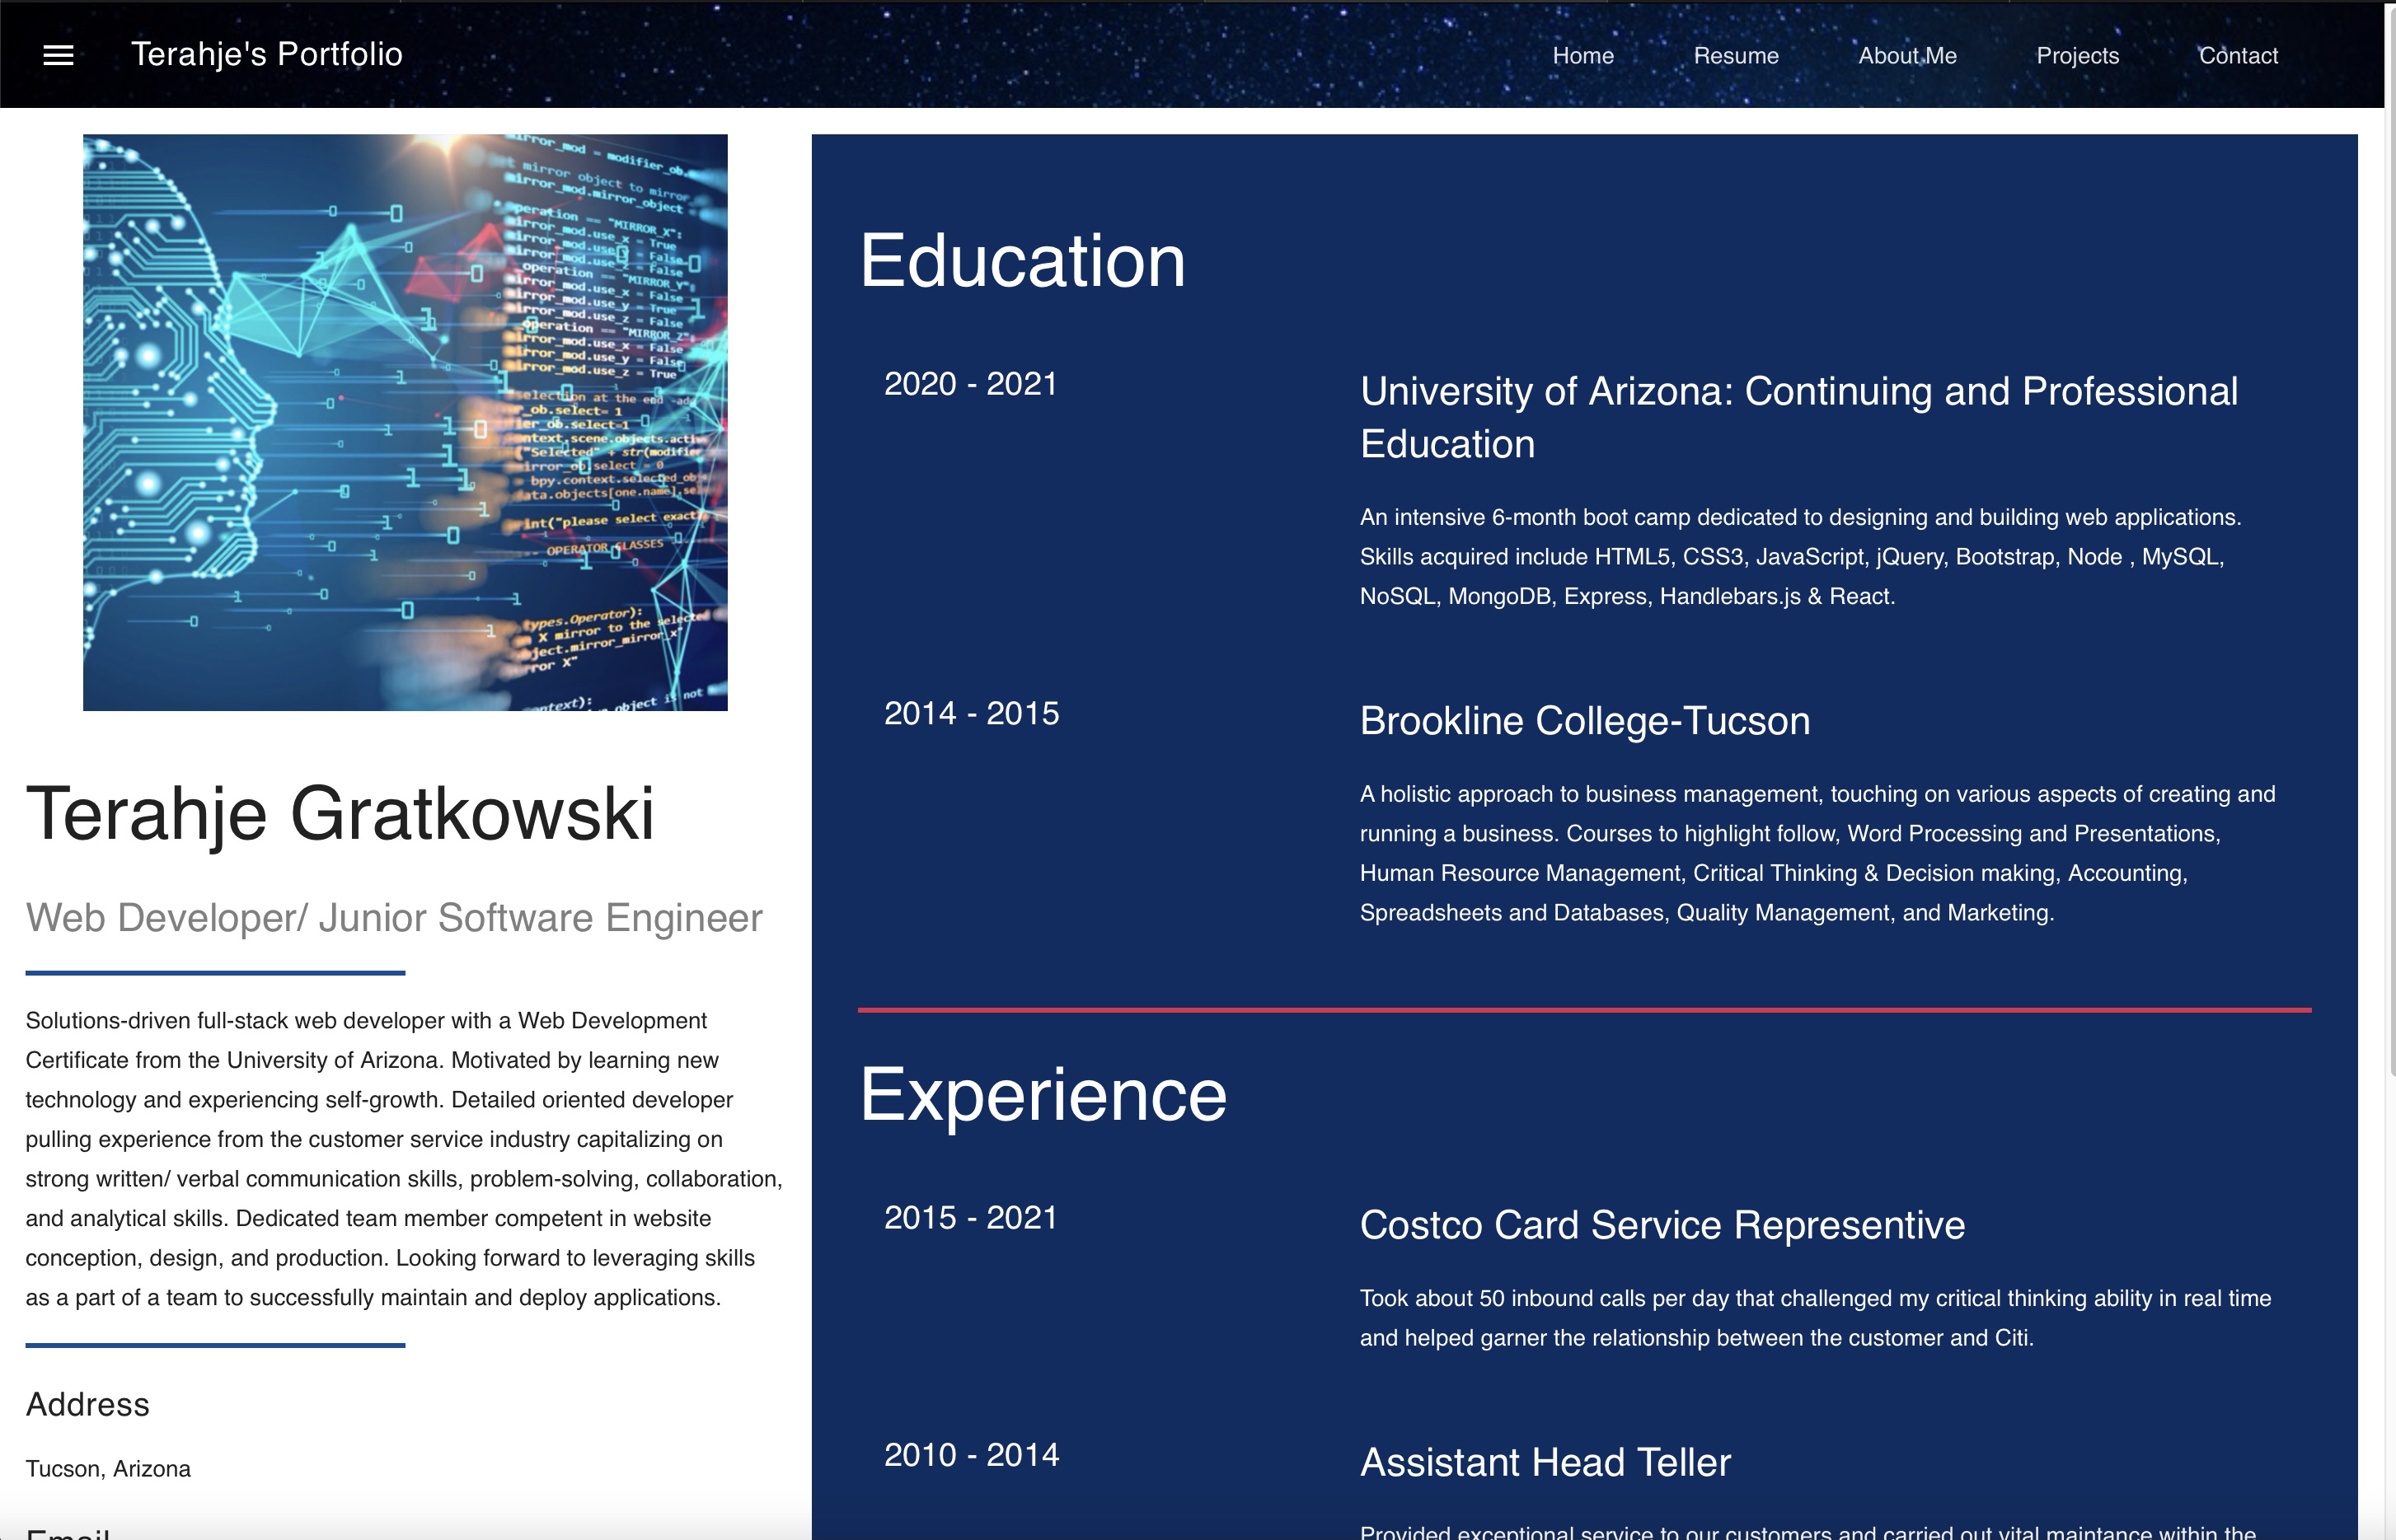 Terahje's Portfolio
Home
Resume
About Me
Projects
Contact
Terahje Gratkowski
Web Developer/ Junior Software Engineer
Solutions-driven full-stack web developer with a Web Development
Certificate from the University of Arizona. Motivated by learning new
technology and experiencing self-growth. Detailed oriented developer
pulling experience from the customer service industry capitalizing on
strong written/ verbal communication skills, problem-solving, collaboration,
and analytical skills. Dedicated team member competent in website
conception, design, and production. Looking forward to leveraging skills
as a part of a team to successfully maintain and deploy applications.
Address
Tucson, Arizona
Email
Education
2020 - 2021
University of Arizona: Continuing and Professional
Education
An intensive 6-month boot camp dedicated to designing and building web applications.
Skills acquired include HTML5, CSS3, JavaScript, jQuery, Bootstrap, Node , MySQL,
NoSQL, MongoDB, Express, Handlebars.js & React.
2014 - 2015
Brookline College-Tucson
A holistic approach to business management, touching on various aspects of creating and
running a business. Courses to highlight follow, Word Processing and Presentations,
Human Resource Management, Critical Thinking & Decision making, Accounting,
Spreadsheets and Databases, Quality Management, and Marketing.
Experience
2015 - 2021
Costco Card Service Representive
Took about 50 inbound calls per day that challenged my critical thinking ability in real time
and helped garner the relationship between the customer and Citi.
2010 - 2014
Assistant Head Teller
Provided exceptional service to our customers and carried out vital maintance within the